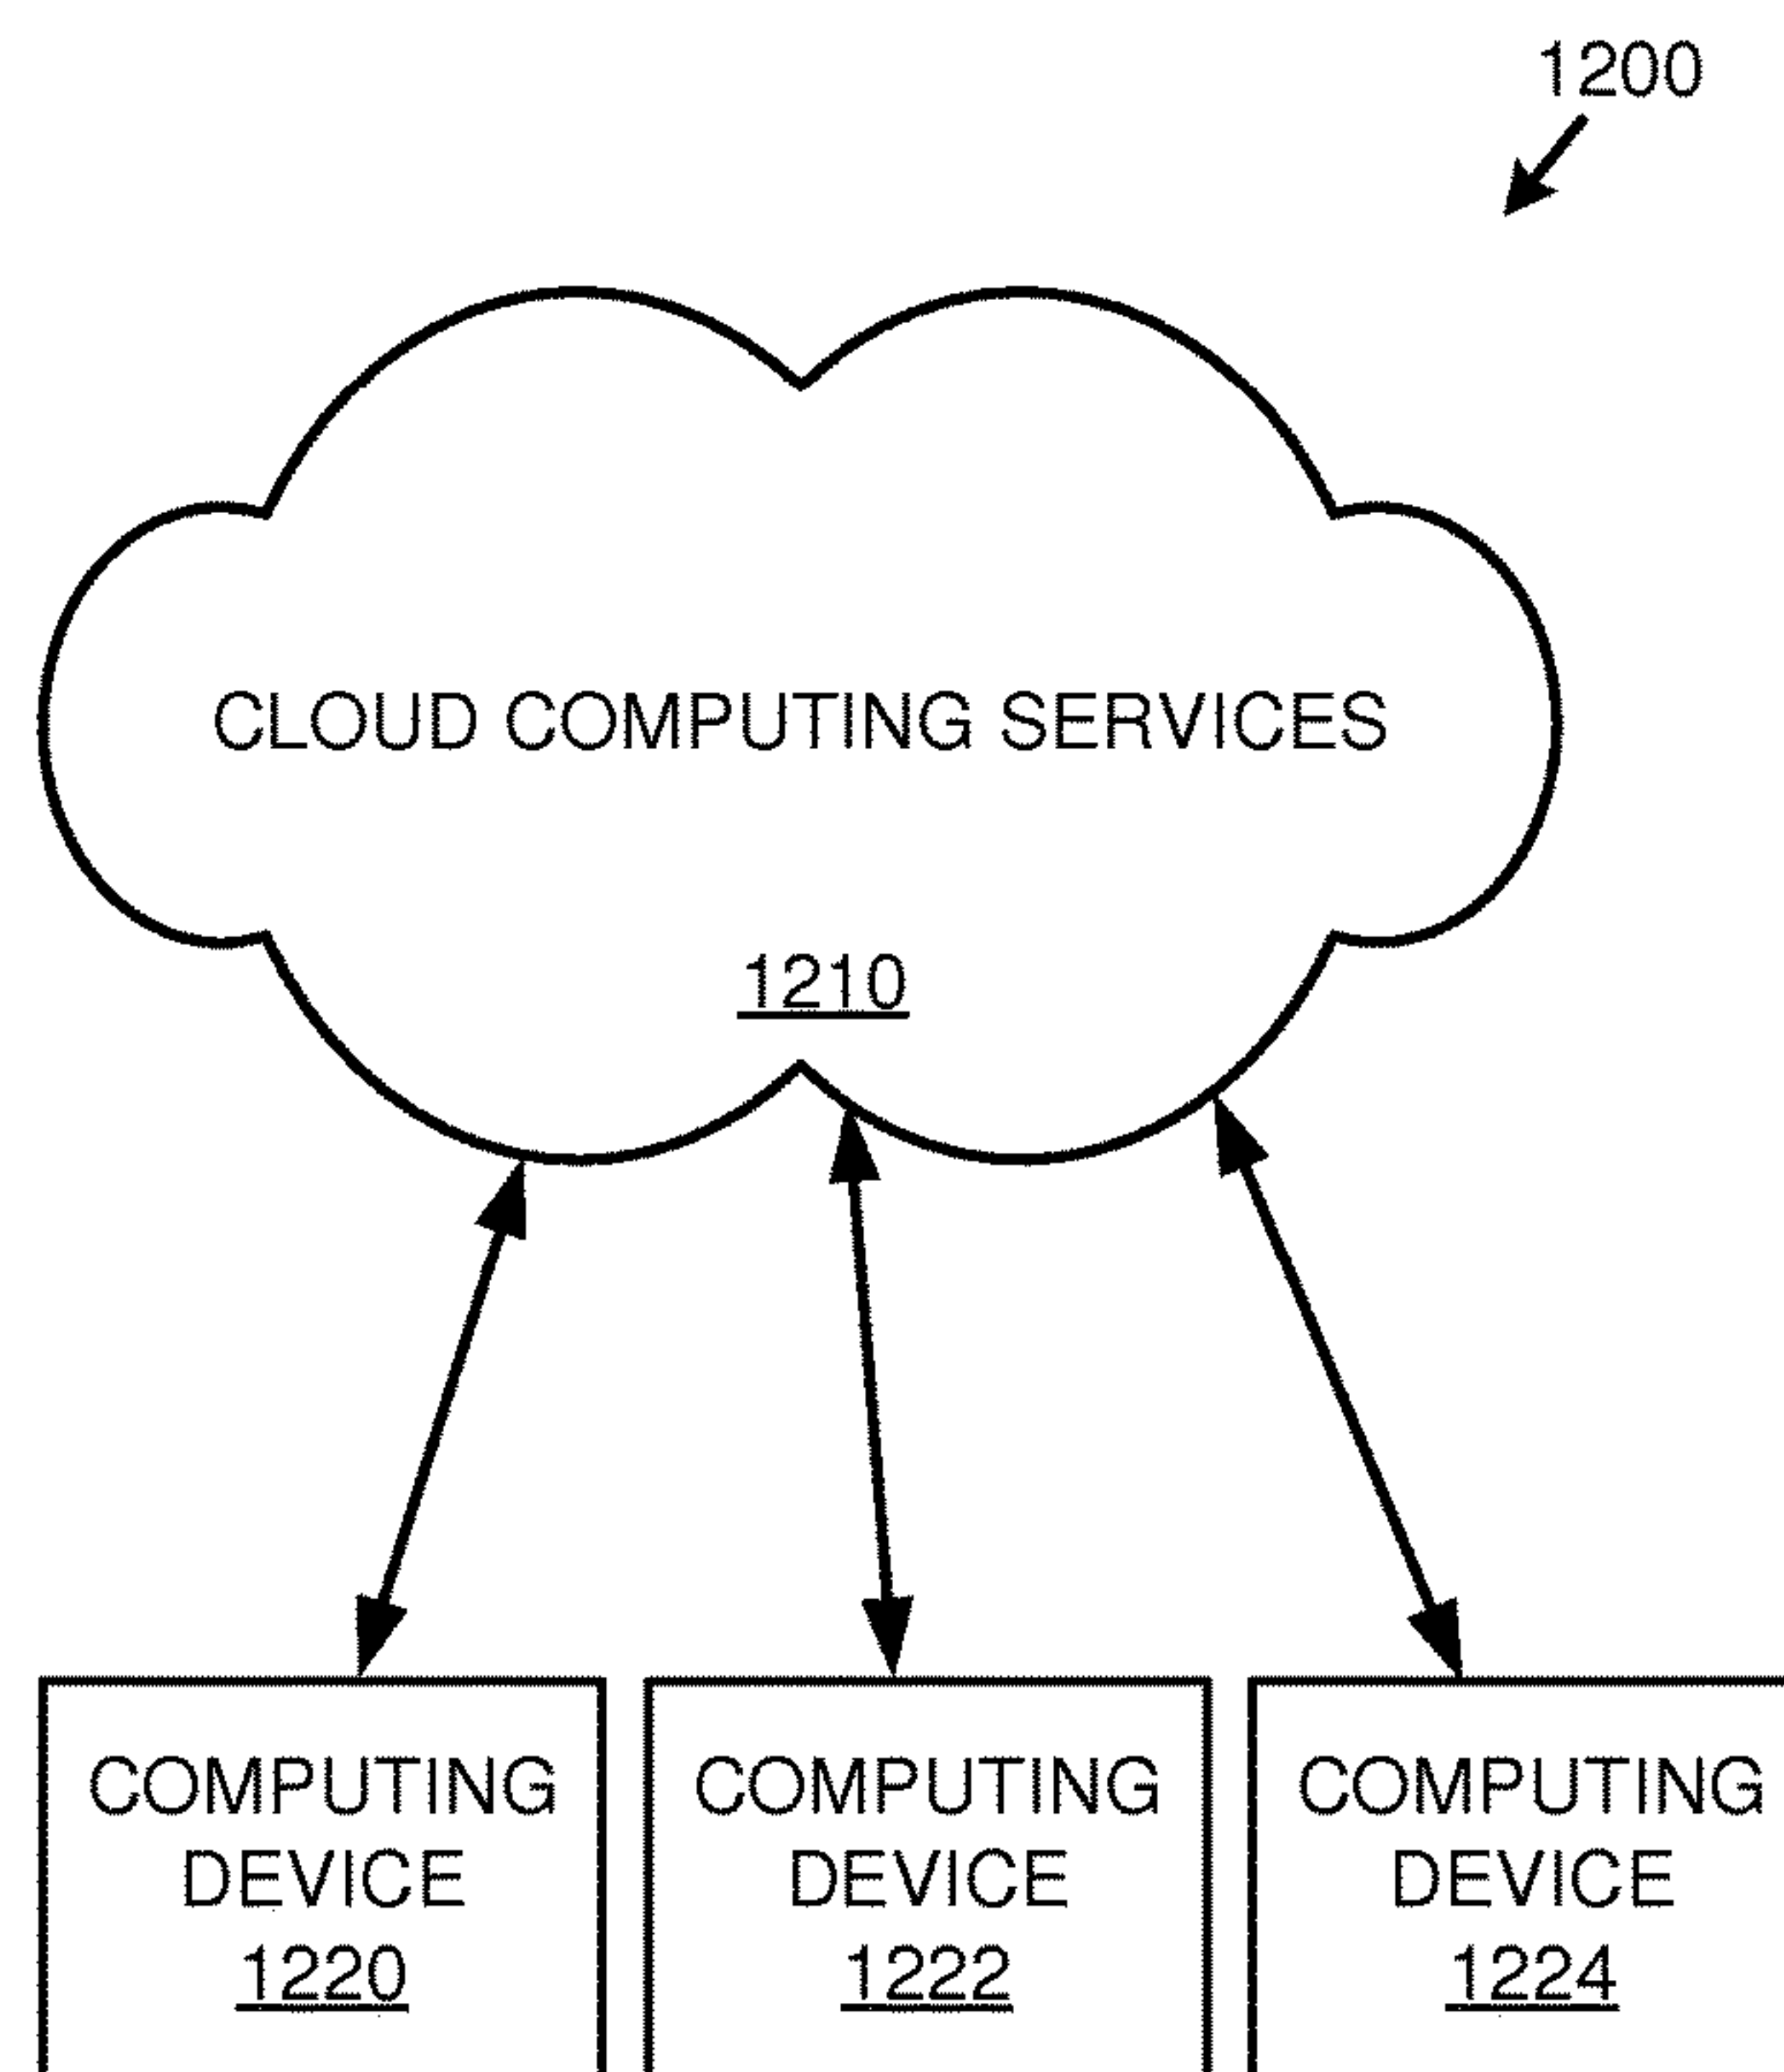 1200
CLOUD COMPUTING SERVICES
1210
COMPUTING
DEVICE
1220
COMPUTING
DEVICE
1222
COMPUTING
DEVICE
1224